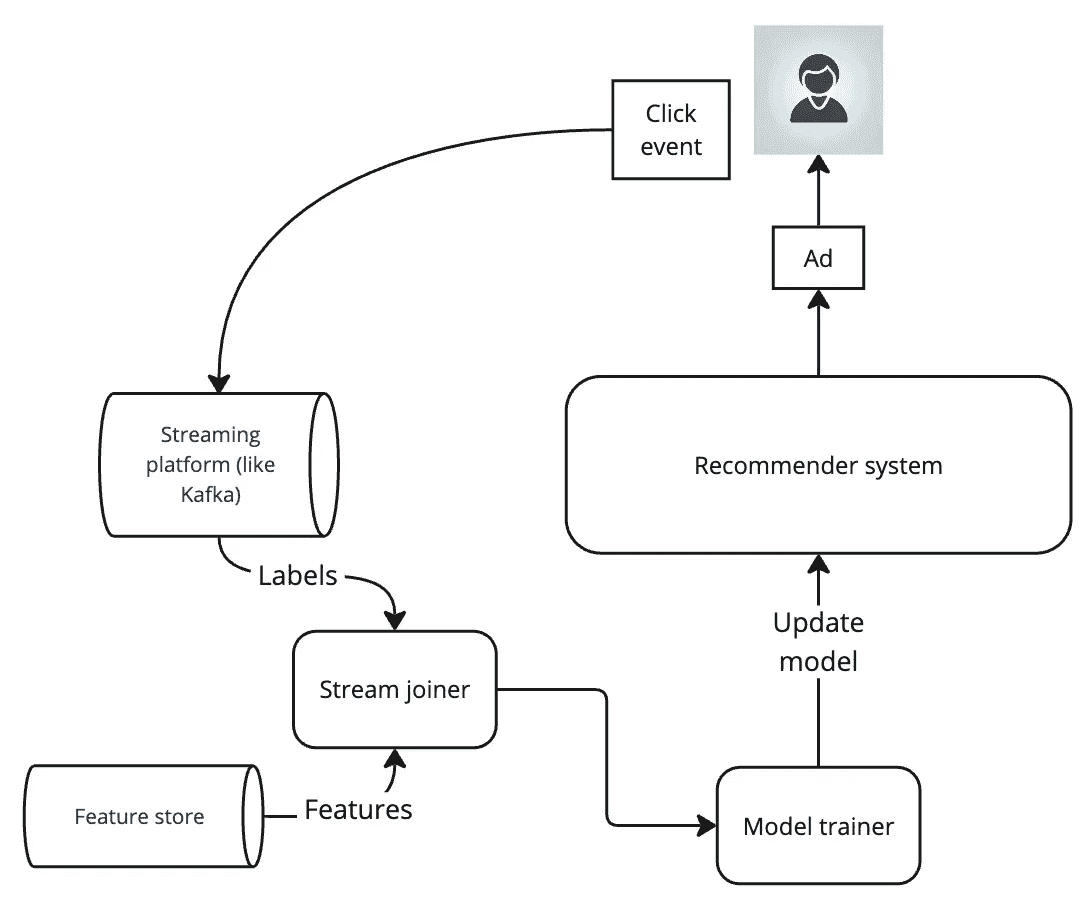 Click
event
Ad
Streaming
platform (like
Kafka)
Recommender system
Labels
Update
model
Stream joiner
Features
Feature store
Model trainer